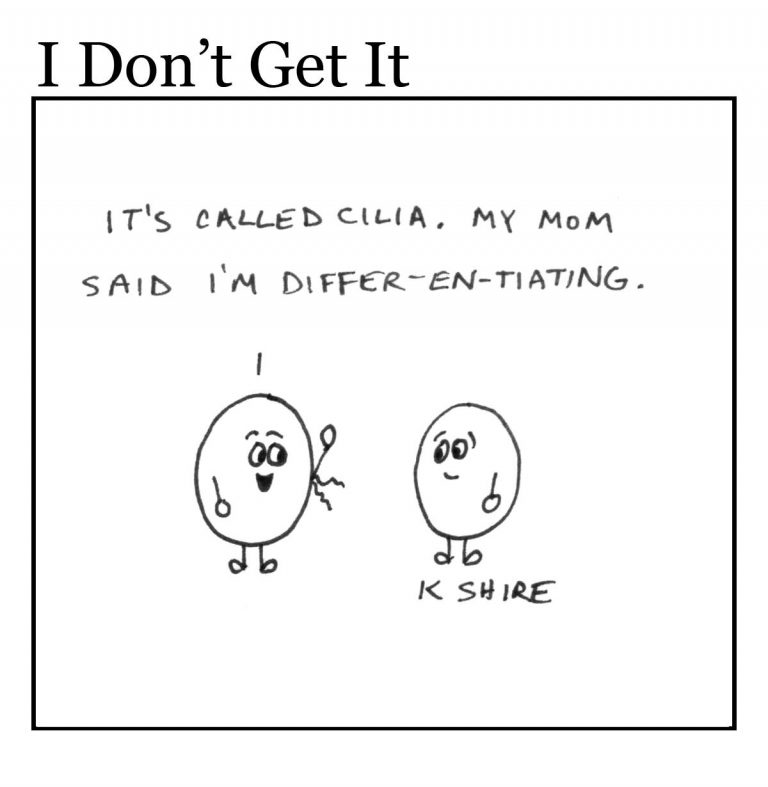 I Don’t Get It
IT'S CALLED CILIA. MY MOM
SAID I'M DIFFER-EN-TIATING.
K SHIRE